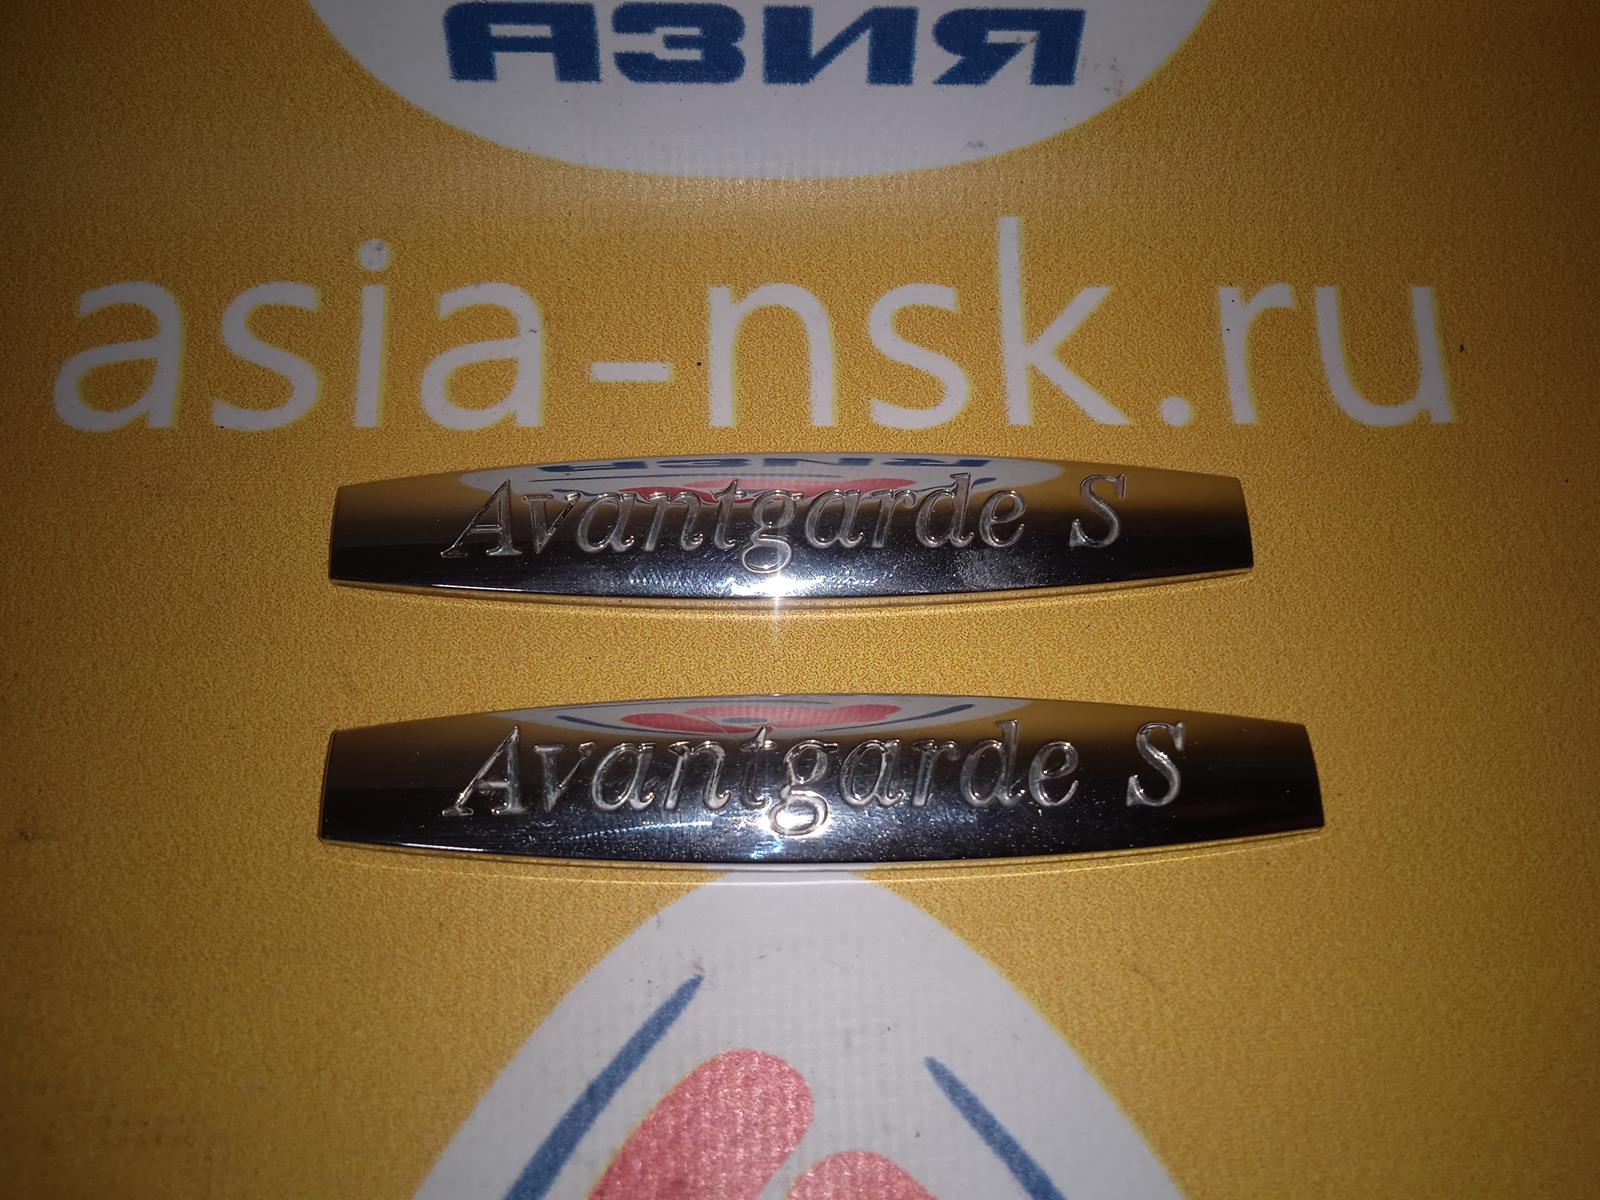 АЗИЯ
asia-nsk.ru
Avantgarde S
Avantgarde S